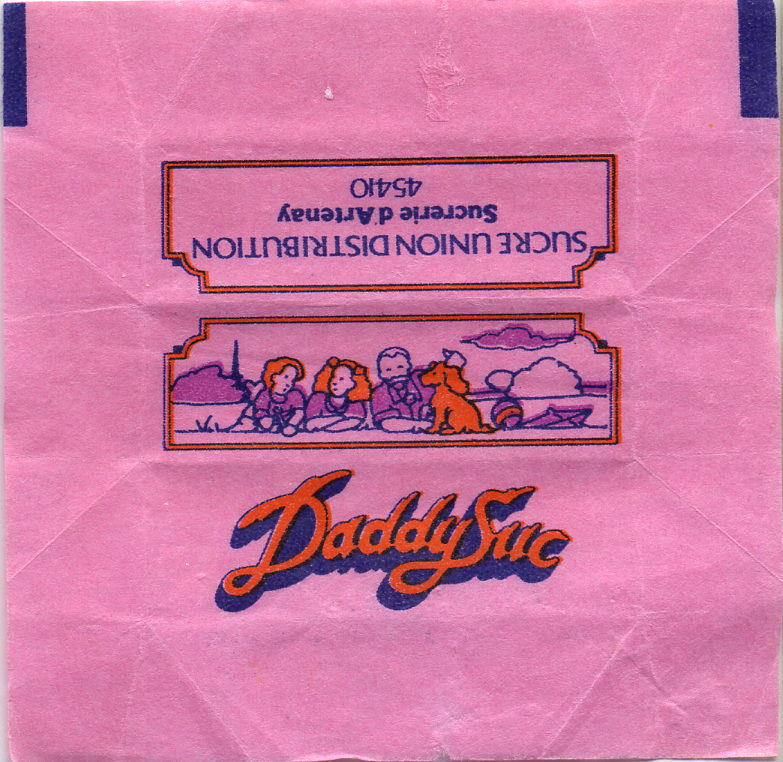 SUCRE UNION DISTRIBUTION
Sucrerie d'Artenay
45410
DaddySuc